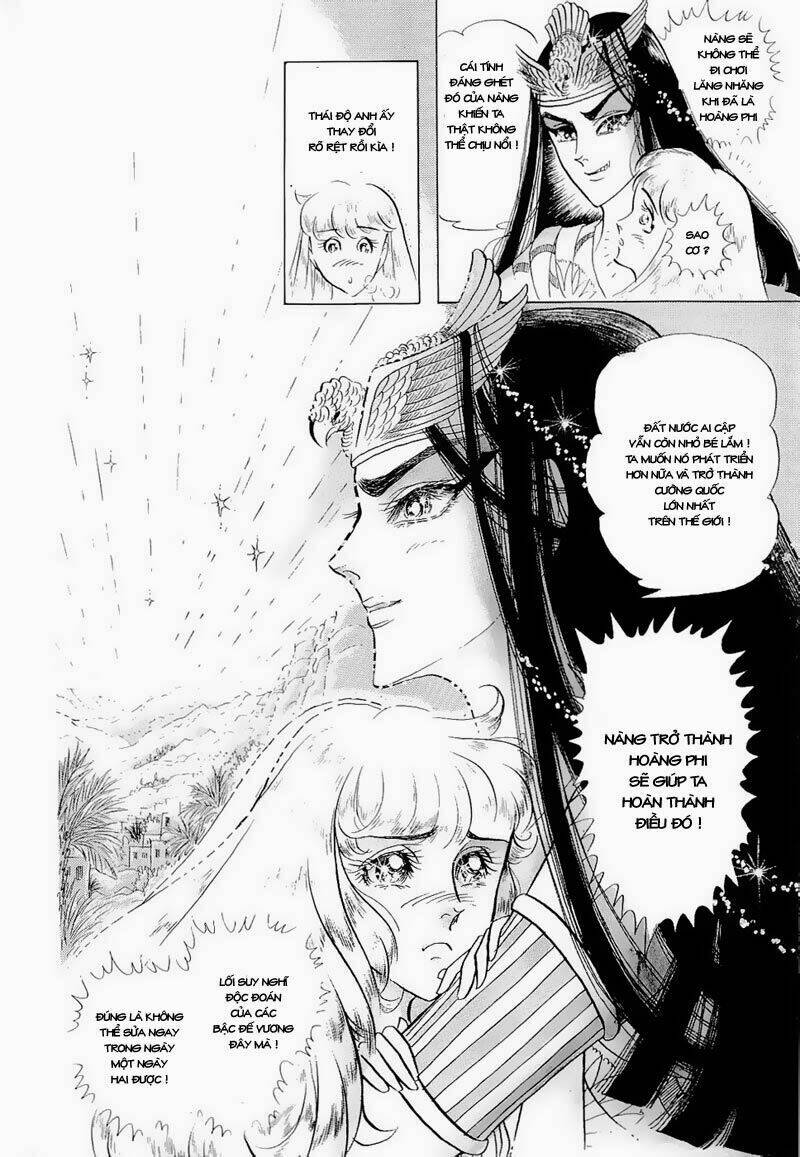 NÀNG SẼ
KHÔNG THỂ
ĐI CHƠI
LĂNG NHĂNG
KHI ĐÃ LÀ
HOÀNG PHI
CÁI TÍNH
ĐÁNG GHÉT
ĐÓ CỦA NÀNG
KHIẾN TA
THẬT KHÔNG
THỂ CHỊU NỔI !
SAO
CƠ ?
THÁI ĐỘ ANH ẤY
THAY ĐỔI
RÕ RỆT RỒI KÌA !
ĐẤT NƯỚC AI CẬP
VẪN CÒN NHỎ BÉ LẮM !
TA MUỐN NÓ PHÁT TRIỂN
HƠN NỮA VÀ TRỞ THÀNH
CƯỜNG QUỐC
LỚN NHẤT
TRÊN THẾ GIỚI !
NÀNG TRỞ THÀNH
HOÀNG PHI
SẼ GIÚP TA
HOÀN THÀNH
ĐIỀU ĐÓ !
LỐI SUY NGHĨ
ĐỘC ĐOÁN
CỦA CÁC
BẬC ĐẾ VƯƠNG
ĐÂY MÀ !
ĐÚNG LÀ KHÔNG
THỂ SỬA NGAY
TRONG NGÀY
MỘT NGÀY
HAI ĐƯỢC !